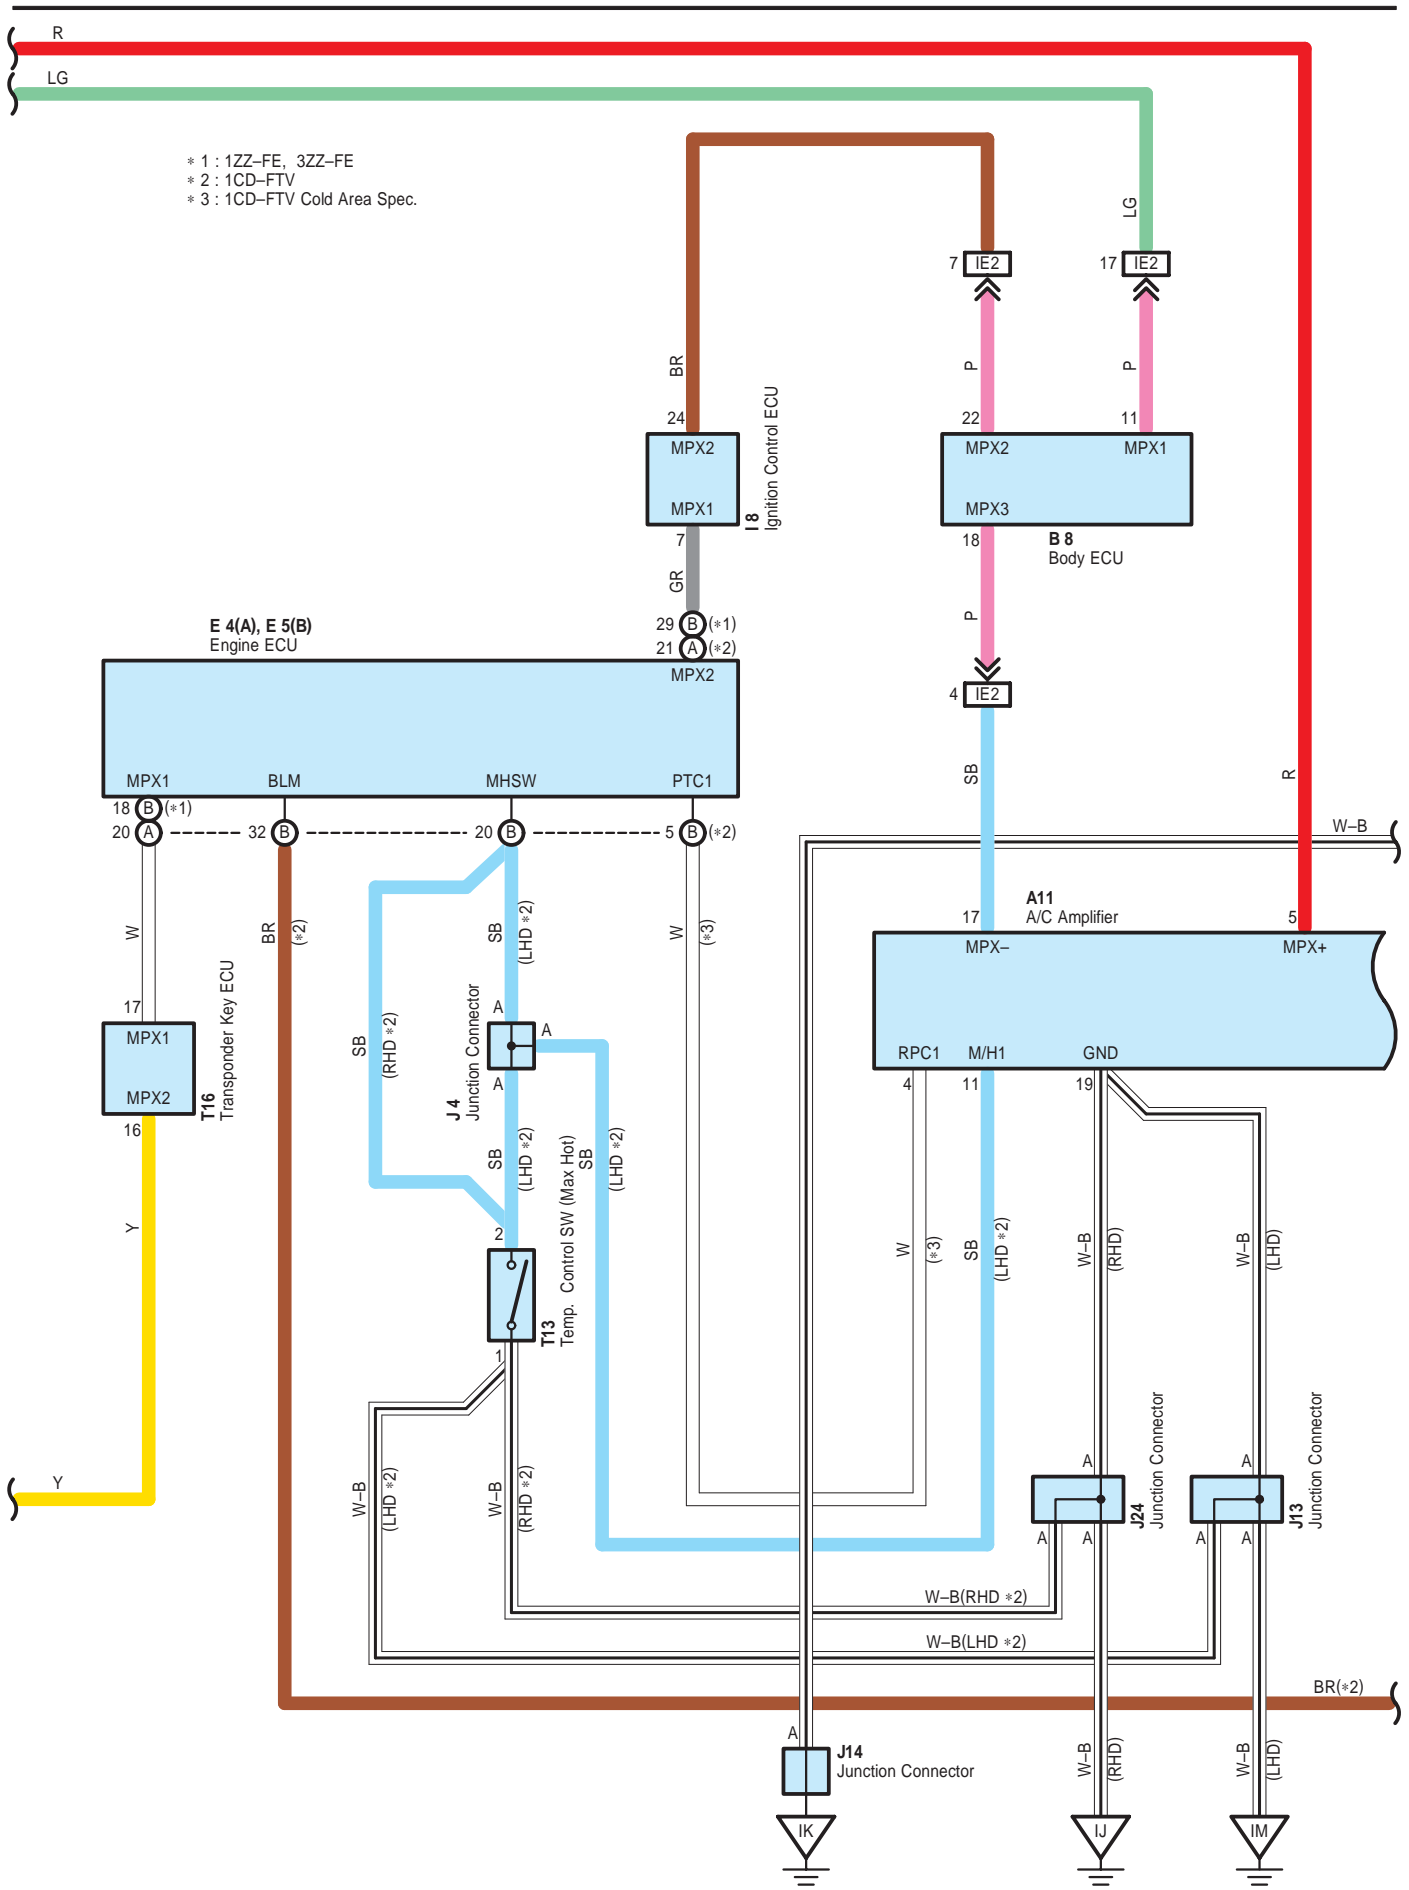 R
LG
* 1 : 1ZZ–FE, 3ZZ–FE
* 2 : 1CD–FTV
* 3 : 1CD–FTV Cold Area Spec.
LG
7 IE2
17 IE2
BR
P
P
24
22
11
MPX2
MPX1
I 8
Ignition Control ECU
MPX2
MPX1
MPX3
B 8
Body ECU
7
18
GR
P
E 4(A), E 5(B)
Engine ECU
29 B (*1)
21 A (*2)
MPX2
4 IE2
MPX1
BLM
MHSW
PTC1
SB
R
18 B (*1)
20 A
32 B
20 B
5 B (*2)
W–B
W
BR
(*2)
SB
(LHD *2)
W
(*3)
A11
A/C Amplifier
17
5
MPX–
MPX+
17
MPX1
MPX2
T16
Transponder Key ECU
16
SB
(RHD *2)
A
A
A
J 4
Junction Connector
RPC1
M/H1
GND
4
11
19
SB
(LHD *2)
SB
(LHD *2)
Y
2
T13
Temp. Control SW (Max Hot)
1
W
(*3)
SB
(LHD *2)
W–B
(RHD)
W–B
(LHD)
Y
W–B
(LHD *2)
W–B
(RHD *2)
A
A
A
J24
Junction Connector
A
A
A
J13
Junction Connector
W–B(RHD *2)
W–B(LHD *2)
BR(*2)
A
J14
Junction Connector
W–B
(RHD)
W–B
(LHD)
IK
IJ
IM